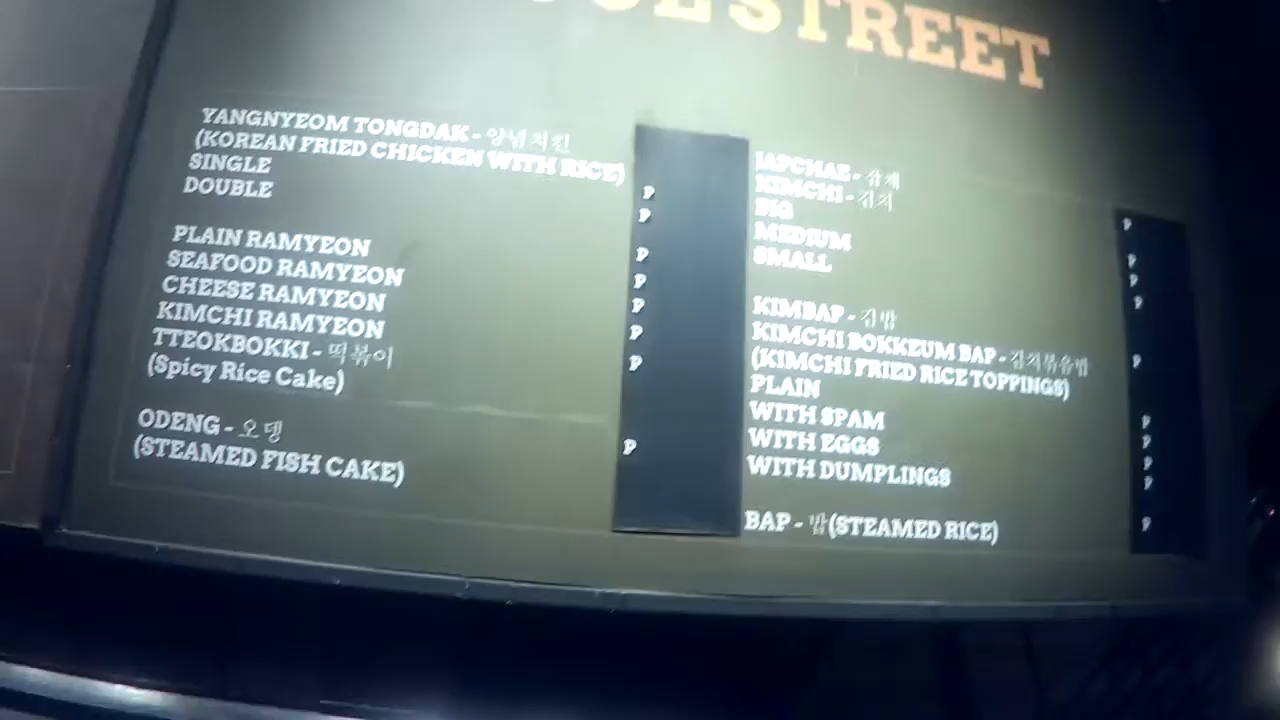 STREET
YANGNYEOM TONGDAK - 양념치킨
(KOREAN FRIED CHICKEN WITH RICE)
SINGLE P
DOUBLE P
PLAIN RAMYEON P
SEAFOOD RAMYEON P
CHEESE RAMYEON P
KIMCHI RAMYEON P
TTEOKBOKKI - 떡볶이 P
(Spicy Rice Cake)
ODENG - 오뎅 P
(STEAMED FISH CAKE)
JAPCHAE - 잡채 P
KIMCHI - 김치
BIG P
MEDIUM P
SMALL P
KIMBAP - 김밥 P
KIMCHI BOKKEUM BAP - 김치볶음밥
(KIMCHI FRIED RICE TOPPINGS)
PLAIN P
WITH SPAM P
WITH EGGS P
WITH DUMPLINGS P
BAP - 밥 (STEAMED RICE) P